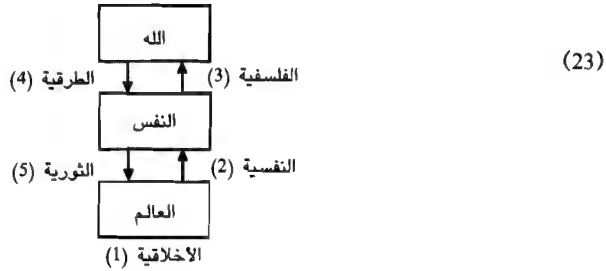 (23)
الله
الفلسفية (3) الطرقية (4)
النفس
النفسية (2) الثورية (5)
العالم
الأخلاقية (1)